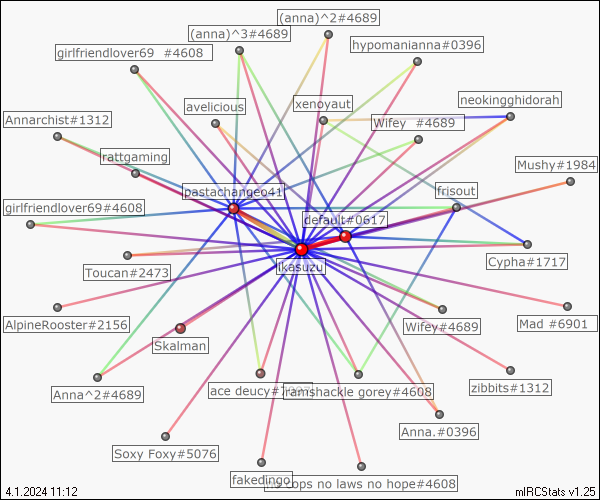 (anna)^2#4689
(anna)^3#4689
hypomanianna#0396
girlfriendlover69 #4608
avelicious
xenoyaut
neokingghidorah
Annarchist#1312
Wifey #4689
rattgaming
Mushy#1984
pastachangeo41
frisout
girlfriendlover69#4608
default#0617
Cypha#1717
Toucan#2473
ikasuzu
AlpineRooster#2156
Wifey#4689
Mad #6901
Skalman
Anna^2#4689
ace deucy
ramshackle gorey#4608
zibbits#1312
Anna.#0396
Soxy Foxy#5076
fakedingo
cops no laws no hope#4608
4.1.2024 11:12
mIRCStats v1.25